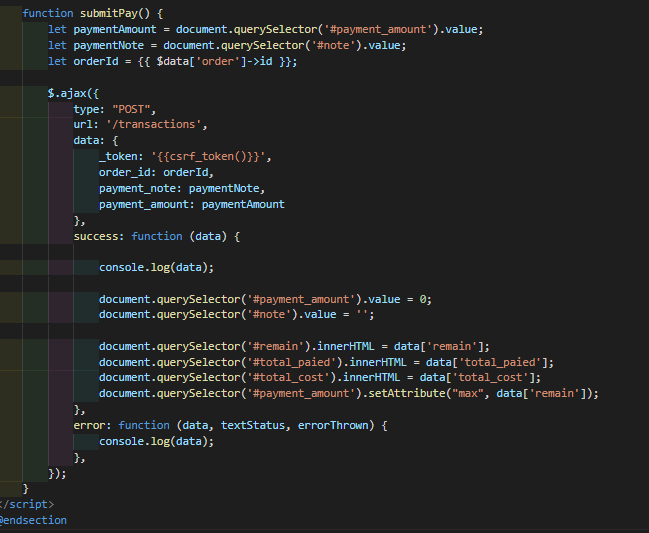 function submitPay() {
let paymentAmount = document.querySelector('#payment_amount').value;
let paymentNote = document.querySelector('#note').value;
let orderId = {{ $data['order']->id }};
$.ajax({
type: "POST",
url: '/transactions',
data: {
_token: '{{csrf_token()}}',
order_id: orderId,
payment_note: paymentNote,
payment_amount: paymentAmount
},
success: function (data) {
console.log(data);
document.querySelector('#payment_amount').value = 0;
document.querySelector('#note').value = '';
document.querySelector('#remain').innerHTML = data['remain'];
document.querySelector('#total_paied').innerHTML = data['total_paied'];
document.querySelector('#total_cost').innerHTML = data['total_cost'];
document.querySelector('#payment_amount').setAttribute("max", data['remain']);
},
error: function (data, textStatus, errorThrown) {
console.log(data);
},
});
}
</script>
@endsection